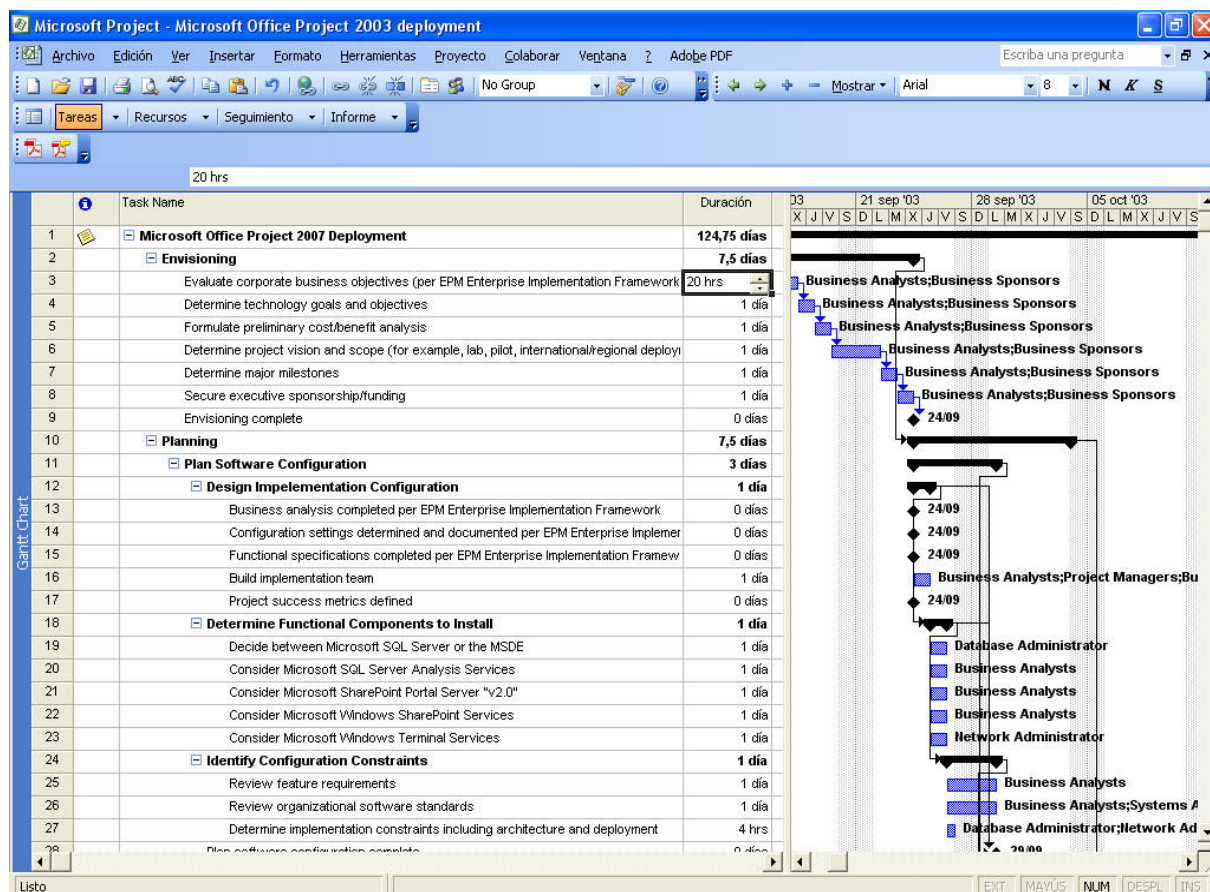 Microsoft Project - Microsoft Office Project 2003 deployment
Archivo Edición Ver Insertar Formato Herramientas Proyecto Colaborar Ventana ? Adobe PDF Escriba una pregunta
No Group Mostrar Arial 8 N K S
Tareas Recursos Seguimiento Informe
20 hrs
Task Name Duración 03 21 sep '03 28 sep '03 05 oct '03
X J V S D L M X J V S D L M X J V S D L M X J V S
1 Microsoft Office Project 2007 Deployment 124,75 días
2 Envisioning 7,5 días
3 Evaluate corporate business objectives (per EPM Enterprise Implementation Framework 20 hrs Business Analysts;Business Sponsors
4 Determine technology goals and objectives 1 día Business Analysts;Business Sponsors
5 Formulate preliminary cost/benefit analysis 1 día Business Analysts;Business Sponsors
6 Determine project vision and scope (for example, lab, pilot, international/regional deployı 1 día Business Analysts;Business Sponsors
7 Determine major milestones 1 día Business Analysts;Business Sponsors
8 Secure executive sponsorship/funding 1 día Business Analysts;Business Sponsors
9 Envisioning complete 0 días 24/09
10 Planning 7,5 días
11 Plan Software Configuration 3 días
12 Design Impelementation Configuration 1 día
13 Business analysis completed per EPM Enterprise Implementation Framework 0 días 24/09
14 Configuration settings determined and documented per EPM Enterprise Implemer 0 días 24/09
15 Functional specifications completed per EPM Enterprise Implementation Framew 0 días 24/09
16 Build implementation team 1 día Business Analysts;Project Managers;Bu
17 Project success metrics defined 0 días 24/09
18 Determine Functional Components to Install 1 día
19 Decide between Microsoft SQL Server or the MSDE 1 día Database Administrator
20 Consider Microsoft SQL Server Analysis Services 1 día Business Analysts
21 Consider Microsoft SharePoint Portal Server "v2.0" 1 día Business Analysts
22 Consider Microsoft Windows SharePoint Services 1 día Business Analysts
23 Consider Microsoft Windows Terminal Services 1 día Network Administrator
24 Identify Configuration Constraints 1 día
25 Review feature requirements 1 día Business Analysts
26 Review organizational software standards 1 día Business Analysts;Systems A
27 Determine implementation constraints including architecture and deployment 4 hrs Database Administrator;Network Ad
28 Plan software configuration complete 0 días 29/09
Gantt Chart
Listo EXT MAYÚS NUM DESPL INS